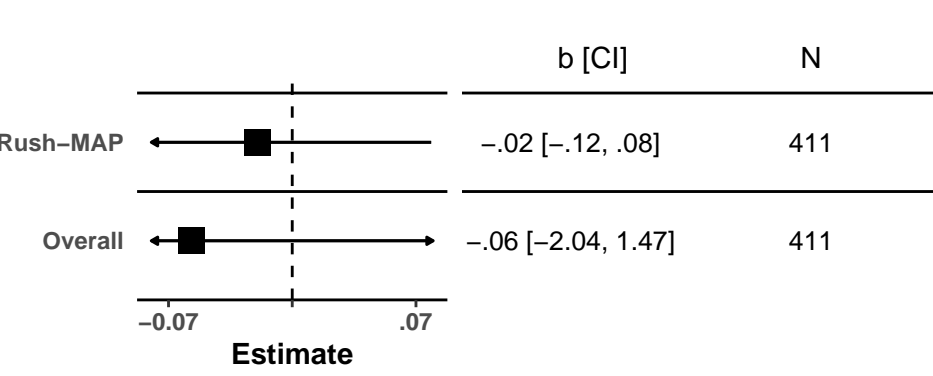 b [CI] N
Rush−MAP −.02 [−.12, .08] 411
Overall −.06 [−2.04, 1.47] 411
−0.07 .07
Estimate